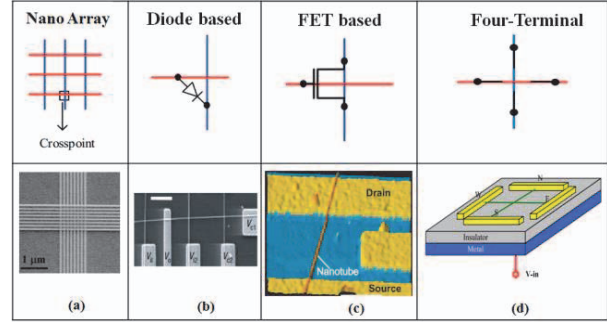 Nano Array
Diode based
FET based
Four-Terminal
Crosspoint
1 μm
Drain
Nanotube
Source
N
W
S
Insulator
Metal
V-in
(a)
(b)
(c)
(d)